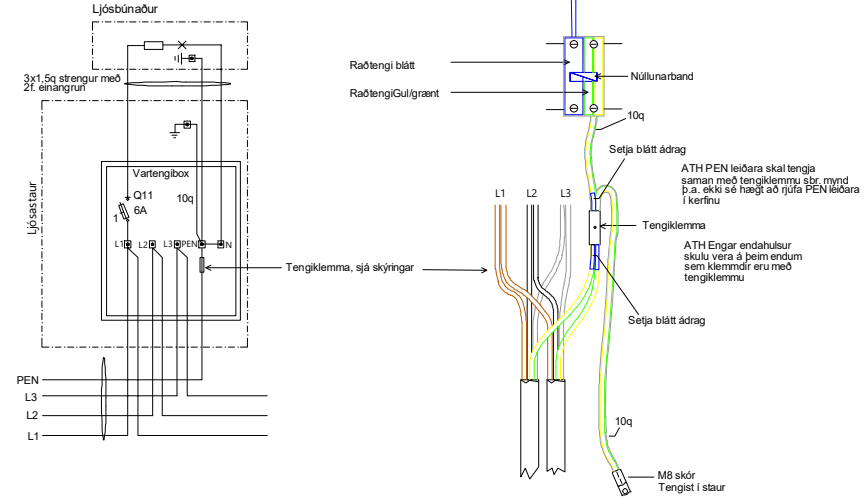 Ljósbúnaður
3x1,5q strengur með
2f. einangrun
Ljósastaur
Vartengibox
Q11
6A
1
10q
L1
L2
L3
PEN
N
Tengiklemma, sjá skýringar
PEN
L3
L2
L1
Raðtengi blátt
RaðtengiGul/grænt
Núllunarband
10q
Setja blátt ádrag
ATH PEN leiðara skal tengja
saman með tengiklemmu sbr. mynd
þ.a. ekki sé hægt að rjúfa PEN leiðara
í kerfinu
L1
L2
L3
Tengiklemma
ATH Engar endahulsur
skulu vera á þeim endum
sem klemmdir eru með
tengiklemmu
Setja blátt ádrag
10q
M8 skór
Tengist í staur